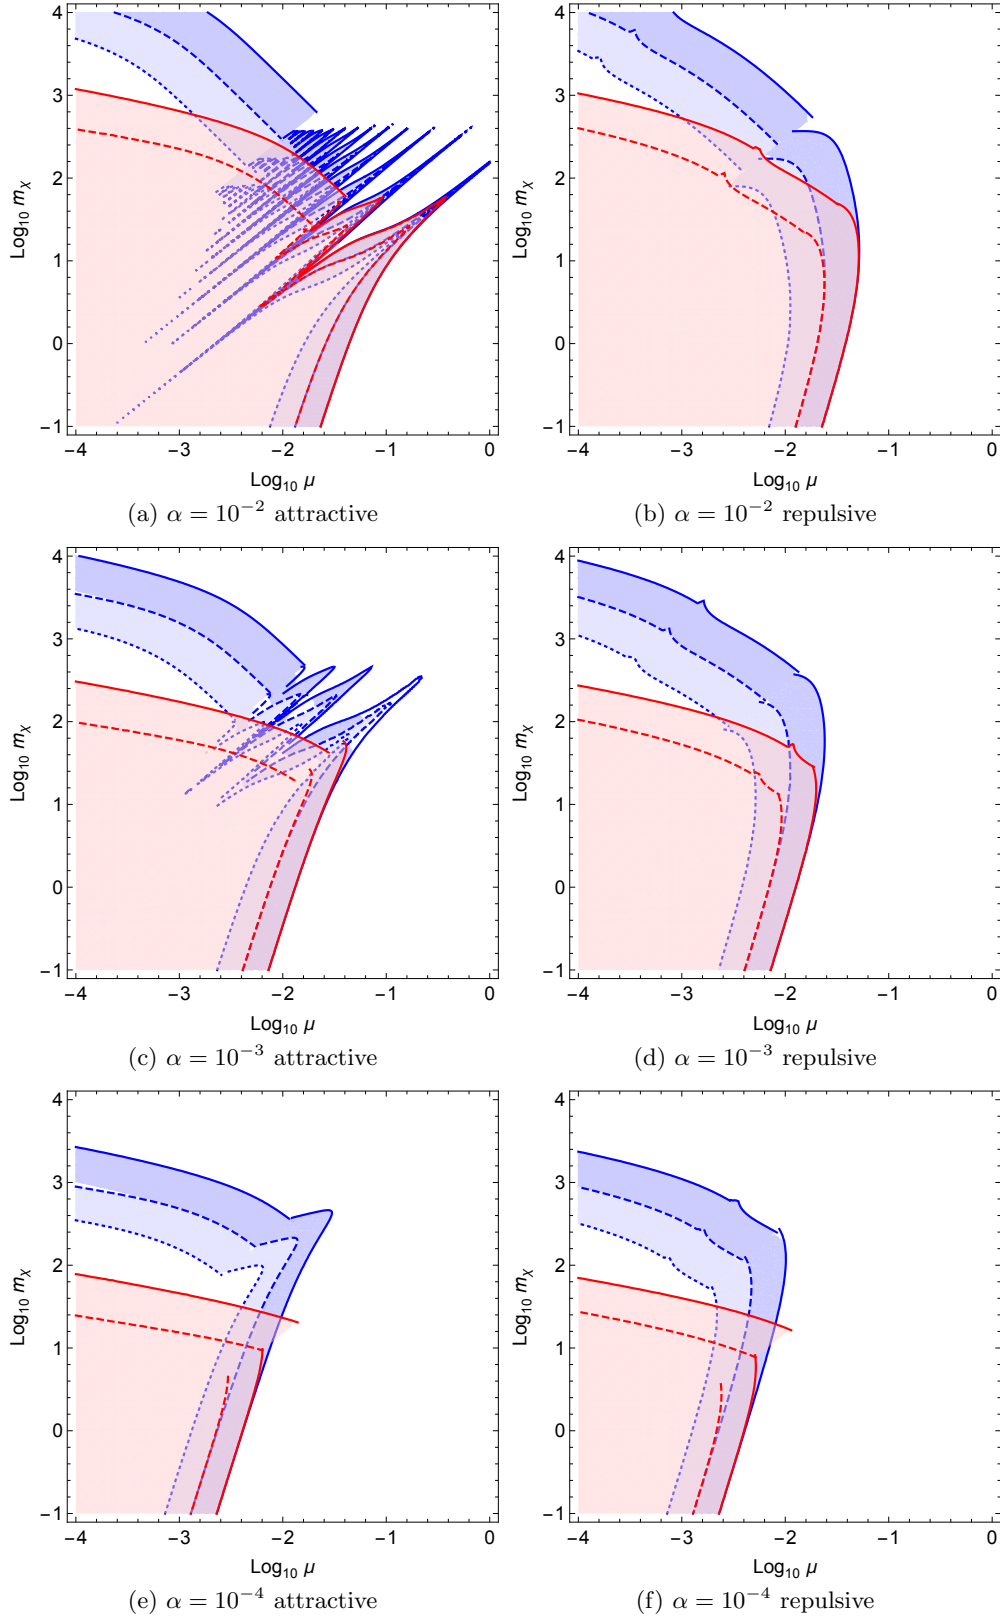 4
3
2
1
0
−1
Log₁₀ mχ
−4 −3 −2 −1 0
Log₁₀ μ
(a) α = 10⁻² attractive
4
3
2
1
0
−1
Log₁₀ mχ
−4 −3 −2 −1 0
Log₁₀ μ
(b) α = 10⁻² repulsive
4
3
2
1
0
−1
Log₁₀ mχ
−4 −3 −2 −1 0
Log₁₀ μ
(c) α = 10⁻³ attractive
4
3
2
1
0
−1
Log₁₀ mχ
−4 −3 −2 −1 0
Log₁₀ μ
(d) α = 10⁻³ repulsive
4
3
2
1
0
−1
Log₁₀ mχ
−4 −3 −2 −1 0
Log₁₀ μ
(e) α = 10⁻⁴ attractive
4
3
2
1
0
−1
Log₁₀ mχ
−4 −3 −2 −1 0
Log₁₀ μ
(f) α = 10⁻⁴ repulsive